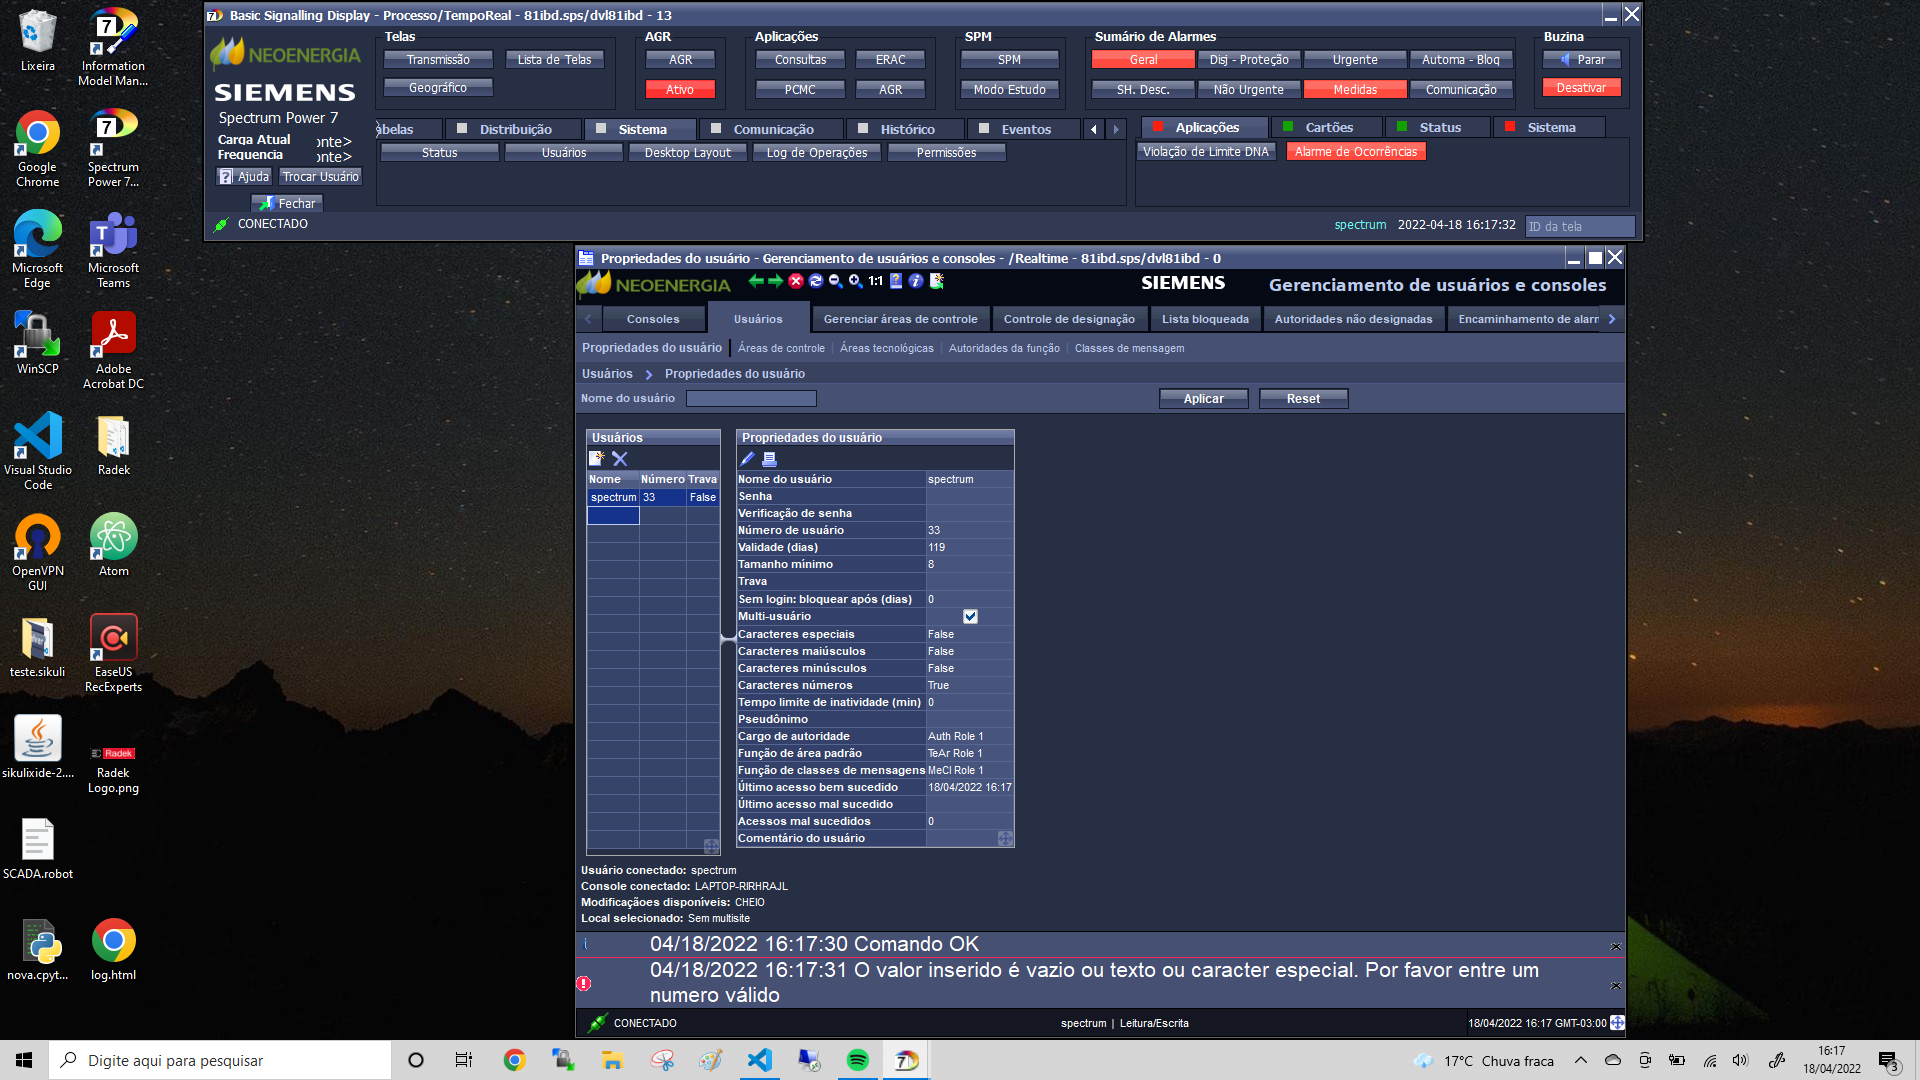 Lixeira
Information
Model Man...
Google
Chrome
Spectrum
Power 7...
Microsoft
Edge
Microsoft
Teams
WinSCP
Adobe
Acrobat DC
Visual Studio
Code
Radek
OpenVPN
GUI
Atom
teste.sikuli
EaseUS
RecExperts
sikulixide-2....
Radek
Radek
Logo.png
SCADA.robot
nova.cpyt...
log.html
Basic Signalling Display - Processo/TempoReal - 81ibd.sps/dvl81ibd - 13
NEOENERGIA
SIEMENS
Spectrum Power 7
Carga Atual onte>
Frequencia onte>
Ajuda Trocar Usuário
Fechar
Telas
Transmissão Lista de Telas
Geográfico
AGR
AGR
Ativo
Aplicações
Consultas ERAC
PCMC AGR
SPM
SPM
Modo Estudo
Sumário de Alarmes
Geral Disj - Proteção Urgente Automa - Bloq
SH. Desc. Não Urgente Medidas Comunicação
Buzina
Parar
Desativar
abelas Distribuição Sistema Comunicação Histórico Eventos
Status Usuários Desktop Layout Log de Operações Permissões
Aplicações Cartões Status Sistema
Violação de Limite DNA Alarme de Ocorrências
CONECTADO
spectrum 2022-04-18 16:17:32 ID da tela
Propriedades do usuário - Gerenciamento de usuários e consoles - /Realtime - 81ibd.sps/dvl81ibd - 0
NEOENERGIA 1:1 SIEMENS Gerenciamento de usuários e consoles
Consoles Usuários Gerenciar áreas de controle Controle de designação Lista bloqueada Autoridades não designadas Encaminhamento de alarn
Propriedades do usuário Áreas de controle Áreas tecnológicas Autoridades da função Classes de mensagem
Usuários > Propriedades do usuário
Nome do usuário Aplicar Reset
Usuários
Nome Número Trava
spectrum 33 False
Propriedades do usuário
Nome do usuário spectrum
Senha
Verificação de senha
Número de usuário 33
Validade (dias) 119
Tamanho mínimo 8
Trava
Sem login: bloquear após (dias) 0
Multi-usuário
Caracteres especiais False
Caracteres maiúsculos False
Caracteres minúsculos False
Caracteres números True
Tempo limite de inatividade (min) 0
Pseudônimo
Cargo de autoridade Auth Role 1
Função de área padrão TeAr Role 1
Função de classes de mensagens MeCl Role 1
Último acesso bem sucedido 18/04/2022 16:17
Último acesso mal sucedido
Acessos mal sucedidos 0
Comentário do usuário
Usuário conectado: spectrum
Console conectado: LAPTOP-RIRHRAJL
Modificaçãoes disponíveis: CHEIO
Local selecionado: Sem multisite
04/18/2022 16:17:30 Comando OK
04/18/2022 16:17:31 O valor inserido é vazio ou texto ou caracter especial. Por favor entre um
numero válido
CONECTADO spectrum | Leitura/Escrita 18/04/2022 16:17 GMT-03:00
Digite aqui para pesquisar
17°C Chuva fraca
16:17
18/04/2022
3